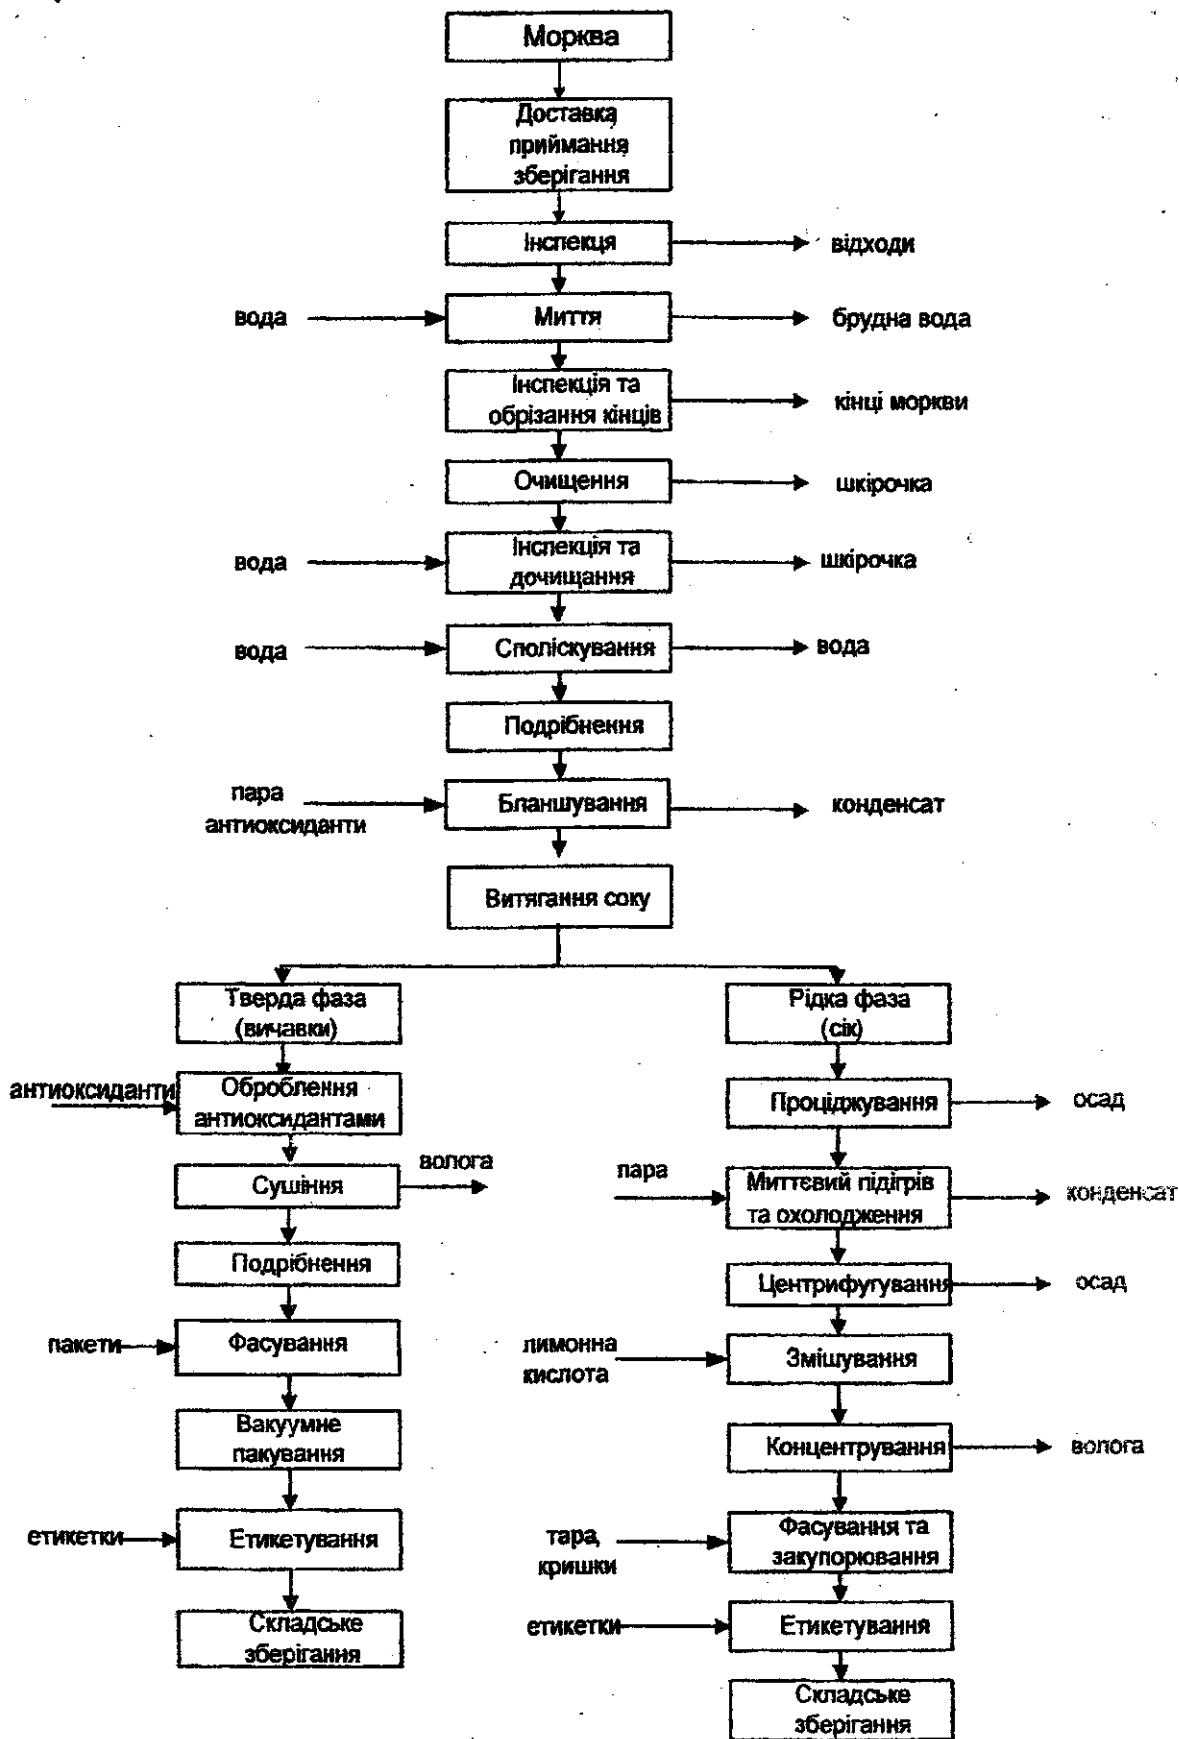 Морква
Доставка
приймання
зберігання
Інспекця
відходи
вода
Миття
брудна вода
Інспекція та
обрізання кінців
кінці моркви
Очищення
шкірочка
вода
Інспекція та
дочищання
шкірочка
вода
Споліскування
вода
Подрібнення
пара
антиоксиданти
Бланшування
конденсат
Витягання соку
Тверда фаза
(вичавки)
Рідка фаза
(сік)
антиоксиданти
Оброблення
антиоксидантами
Проціджування
осад
Сушіння
волога
пара
Миттєвий підігрів
та охолодження
конденсат
Подрібнення
Центрифугування
осад
пакети
Фасування
лимонна
кислота
Змішування
Вакуумне
пакування
Концентрування
волога
етикетки
Етикетування
тара,
кришки
Фасування та
закупорювання
Складське
зберігання
етикетки
Етикетування
Складське
зберігання